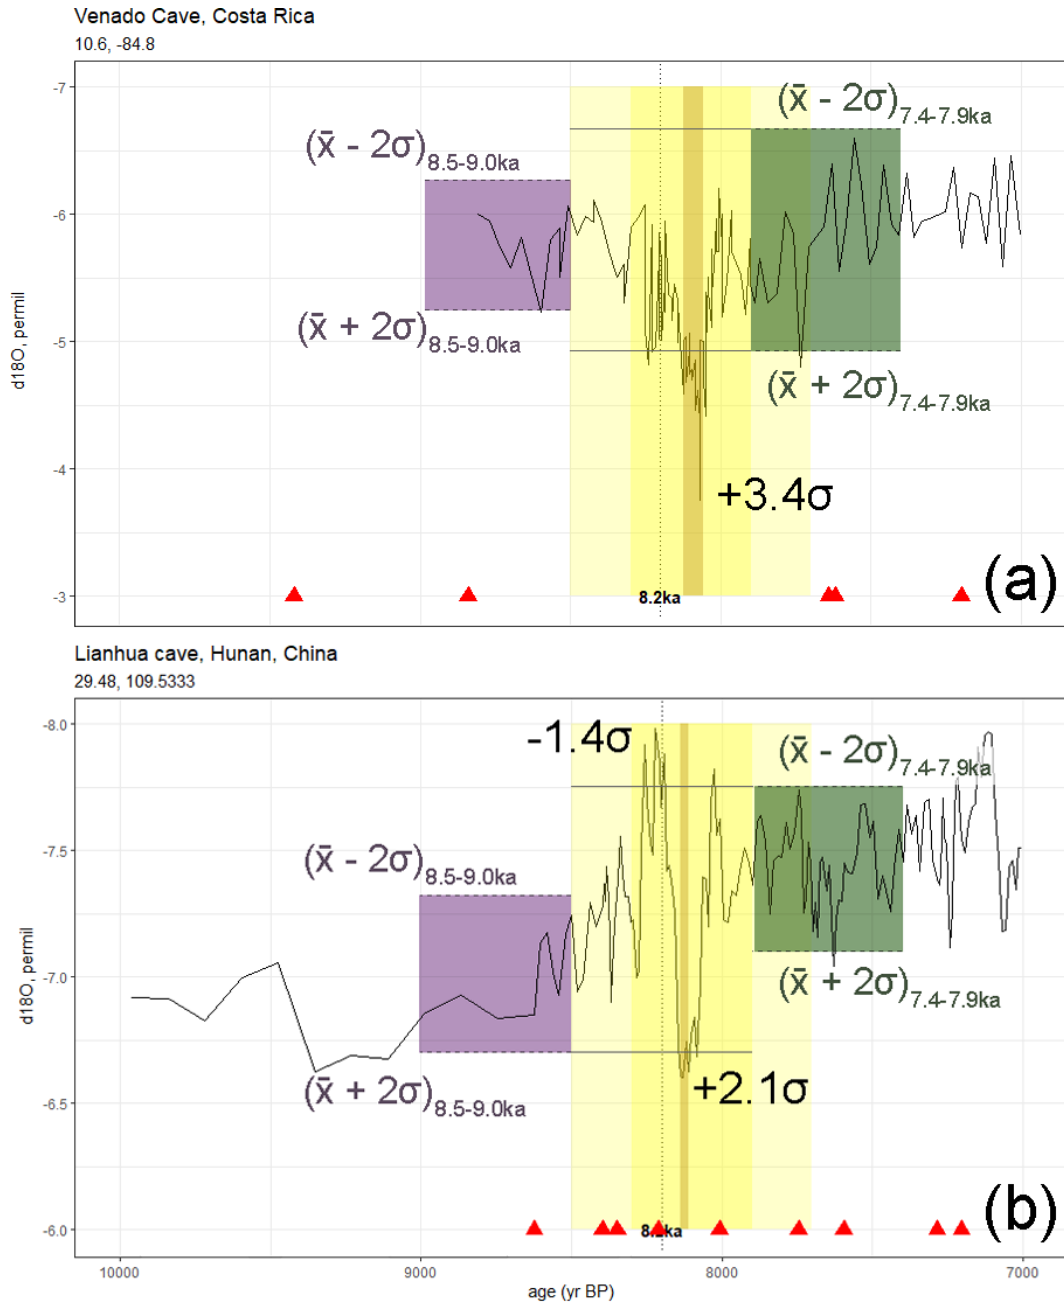 Venado Cave, Costa Rica
10.6, -84.8
-7
(x̄ - 2σ)7.4-7.9ka
(x̄ - 2σ)8.5-9.0ka
-6
(x̄ + 2σ)8.5-9.0ka
-5
(x̄ + 2σ)7.4-7.9ka
d18O, permil
-4
+3.4σ
(a)
-3
8.2ka
Lianhua cave, Hunan, China
29.48, 109.5333
-8.0
-1.4σ
(x̄ - 2σ)7.4-7.9ka
-7.5
(x̄ - 2σ)8.5-9.0ka
-7.0
(x̄ + 2σ)7.4-7.9ka
d18O, permil
(x̄ + 2σ)8.5-9.0ka
+2.1σ
-6.5
(b)
-6.0
8.2ka
10000 9000 8000 7000
age (yr BP)